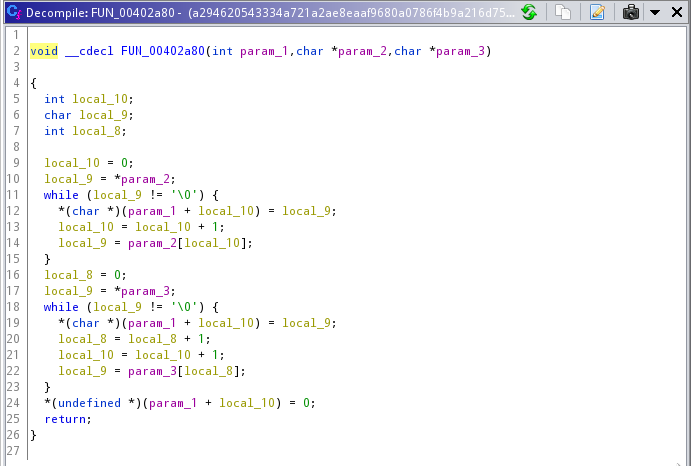 Decompile: FUN_00402a80 - (a294620543334a721a2ae8eaaf9680a0786f4b9a216d75...
1
2 void __cdecl FUN_00402a80(int param_1,char *param_2,char *param_3)
3
4 {
5 int local_10;
6 char local_9;
7 int local_8;
8
9 local_10 = 0;
10 local_9 = *param_2;
11 while (local_9 != '\0') {
12 *(char *)(param_1 + local_10) = local_9;
13 local_10 = local_10 + 1;
14 local_9 = param_2[local_10];
15 }
16 local_8 = 0;
17 local_9 = *param_3;
18 while (local_9 != '\0') {
19 *(char *)(param_1 + local_10) = local_9;
20 local_8 = local_8 + 1;
21 local_10 = local_10 + 1;
22 local_9 = param_3[local_8];
23 }
24 *(undefined *)(param_1 + local_10) = 0;
25 return;
26 }
27